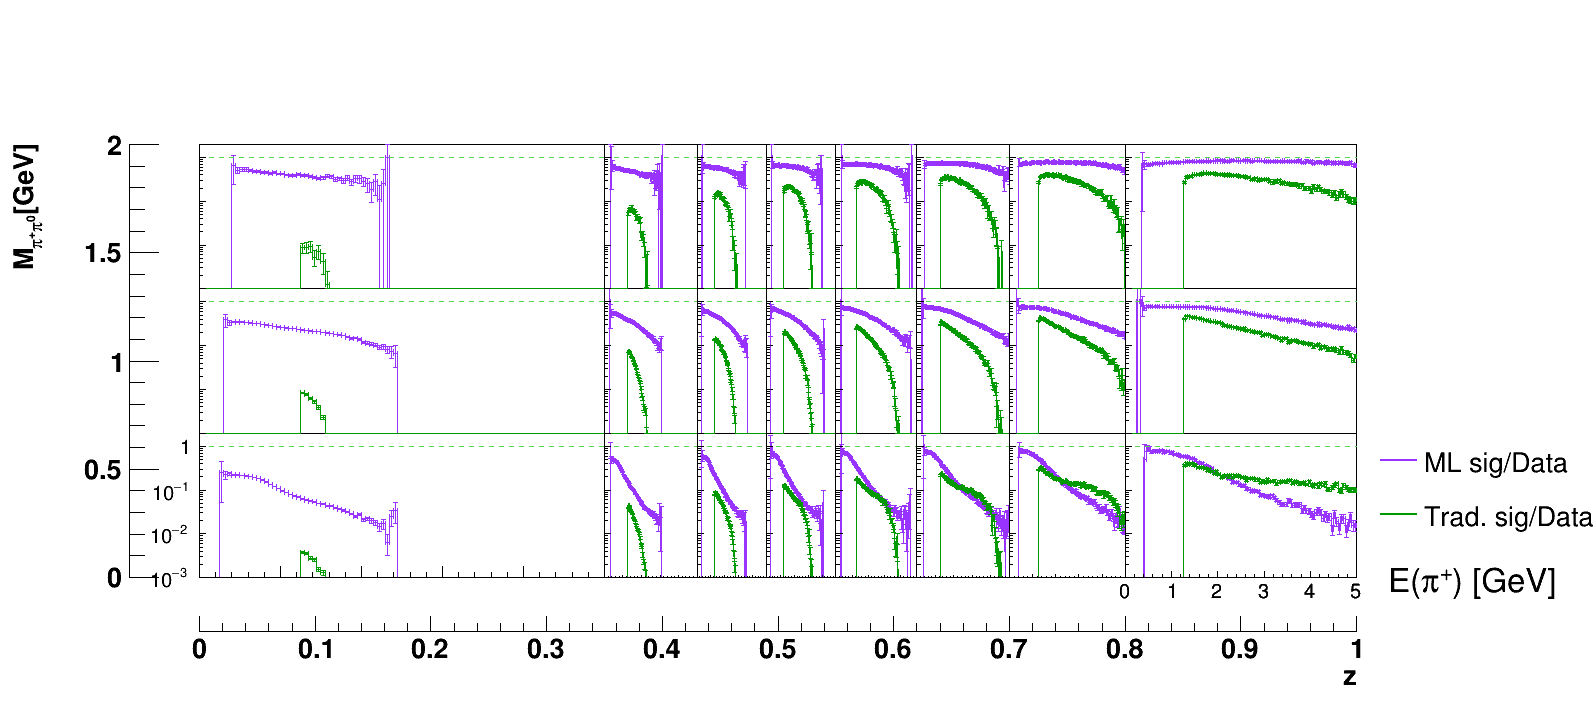 M_{π⁺π⁰}[GeV]
2
1.5
1
0.5
0
1
10⁻¹
10⁻²
10⁻³
ML sig/Data
Trad. sig/Data
E(π⁺) [GeV]
0 1 2 3 4 5
0 0.1 0.2 0.3 0.4 0.5 0.6 0.7 0.8 0.9 1
z